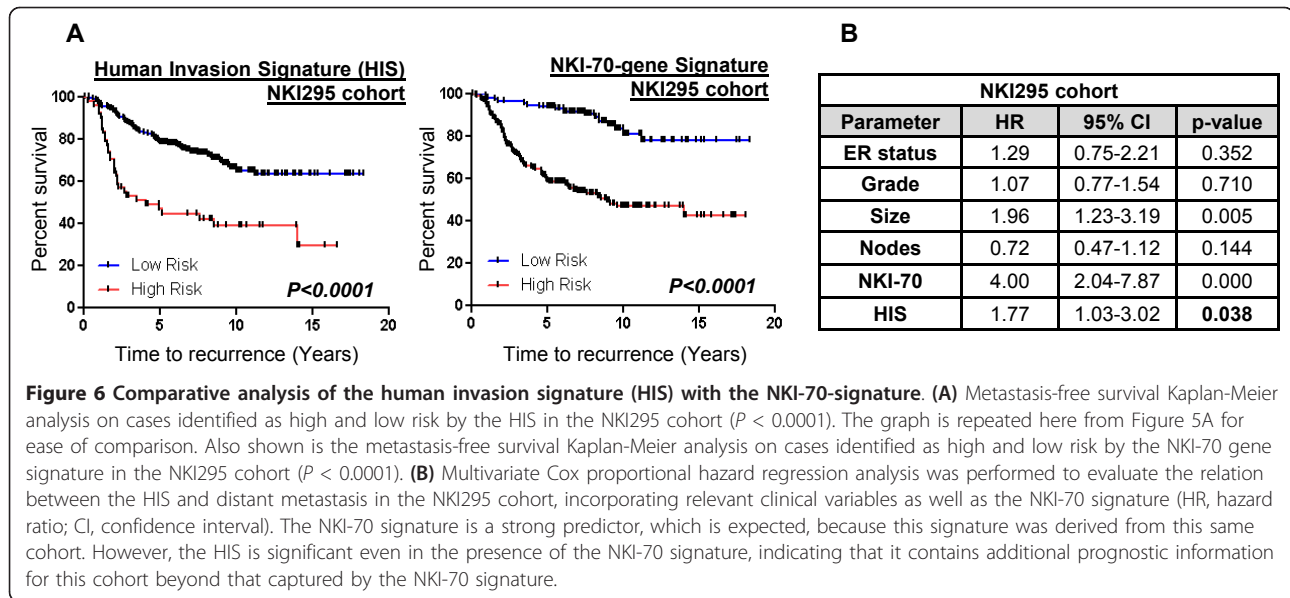 A
Human Invasion Signature (HIS)
NKI295 cohort
Percent survival
100
80
60
40
20
0
0 5 10 15 20
Low Risk
High Risk
P<0.0001
Time to recurrence (Years)
NKI-70-gene Signature
NKI295 cohort
Percent survival
100
80
60
40
20
0
0 5 10 15 20
Low Risk
High Risk
P<0.0001
Time to recurrence (Years)
B
NKI295 cohort
Parameter HR 95% CI p-value
ER status 1.29 0.75-2.21 0.352
Grade 1.07 0.77-1.54 0.710
Size 1.96 1.23-3.19 0.005
Nodes 0.72 0.47-1.12 0.144
NKI-70 4.00 2.04-7.87 0.000
HIS 1.77 1.03-3.02 0.038
Figure 6 Comparative analysis of the human invasion signature (HIS) with the NKI-70-signature. (A) Metastasis-free survival Kaplan-Meier
analysis on cases identified as high and low risk by the HIS in the NKI295 cohort (P < 0.0001). The graph is repeated here from Figure 5A for
ease of comparison. Also shown is the metastasis-free survival Kaplan-Meier analysis on cases identified as high and low risk by the NKI-70 gene
signature in the NKI295 cohort (P < 0.0001). (B) Multivariate Cox proportional hazard regression analysis was performed to evaluate the relation
between the HIS and distant metastasis in the NKI295 cohort, incorporating relevant clinical variables as well as the NKI-70 signature (HR, hazard
ratio; CI, confidence interval). The NKI-70 signature is a strong predictor, which is expected, because this signature was derived from this same
cohort. However, the HIS is significant even in the presence of the NKI-70 signature, indicating that it contains additional prognostic information
for this cohort beyond that captured by the NKI-70 signature.